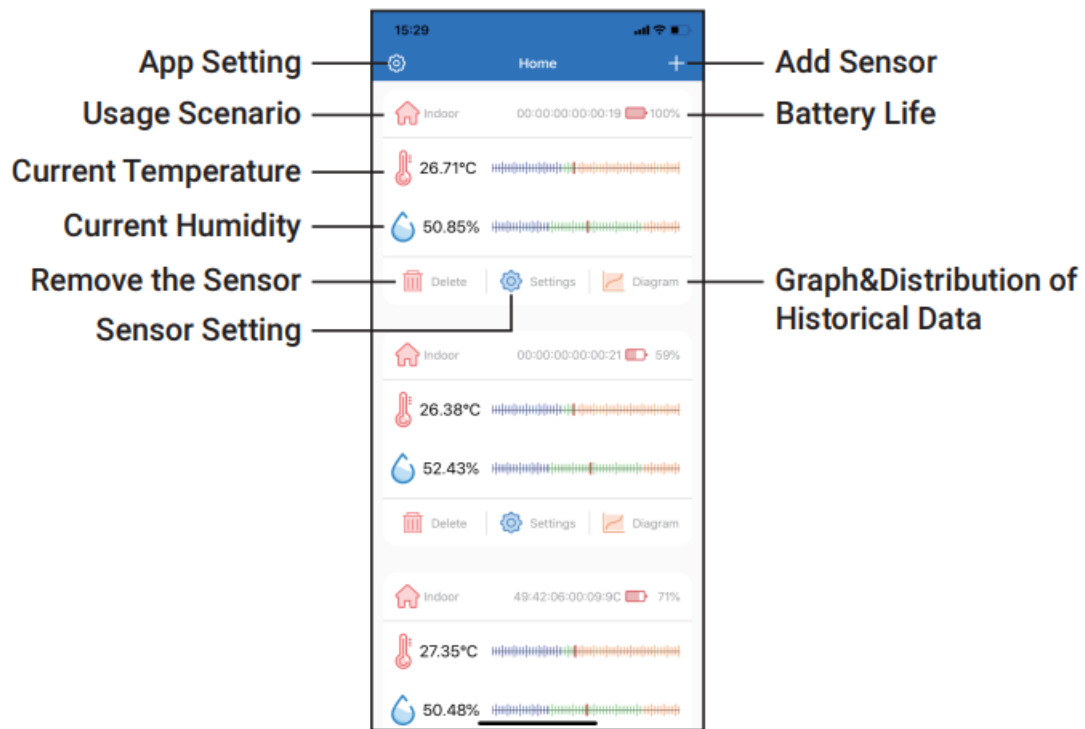 15:29
App Setting
Home
Add Sensor
Usage Scenario
Indoor
00:00:00:00:00:19
100%
Battery Life
Current Temperature
26.71°C
Current Humidity
50.85%
Remove the Sensor
Delete
Settings
Diagram
Graph&Distribution of
Historical Data
Sensor Setting
Indoor
00:00:00:00:00:21
59%
26.38°C
52.43%
Delete
Settings
Diagram
Indoor
49:42:06:00:09:9C
71%
27.35°C
50.48%